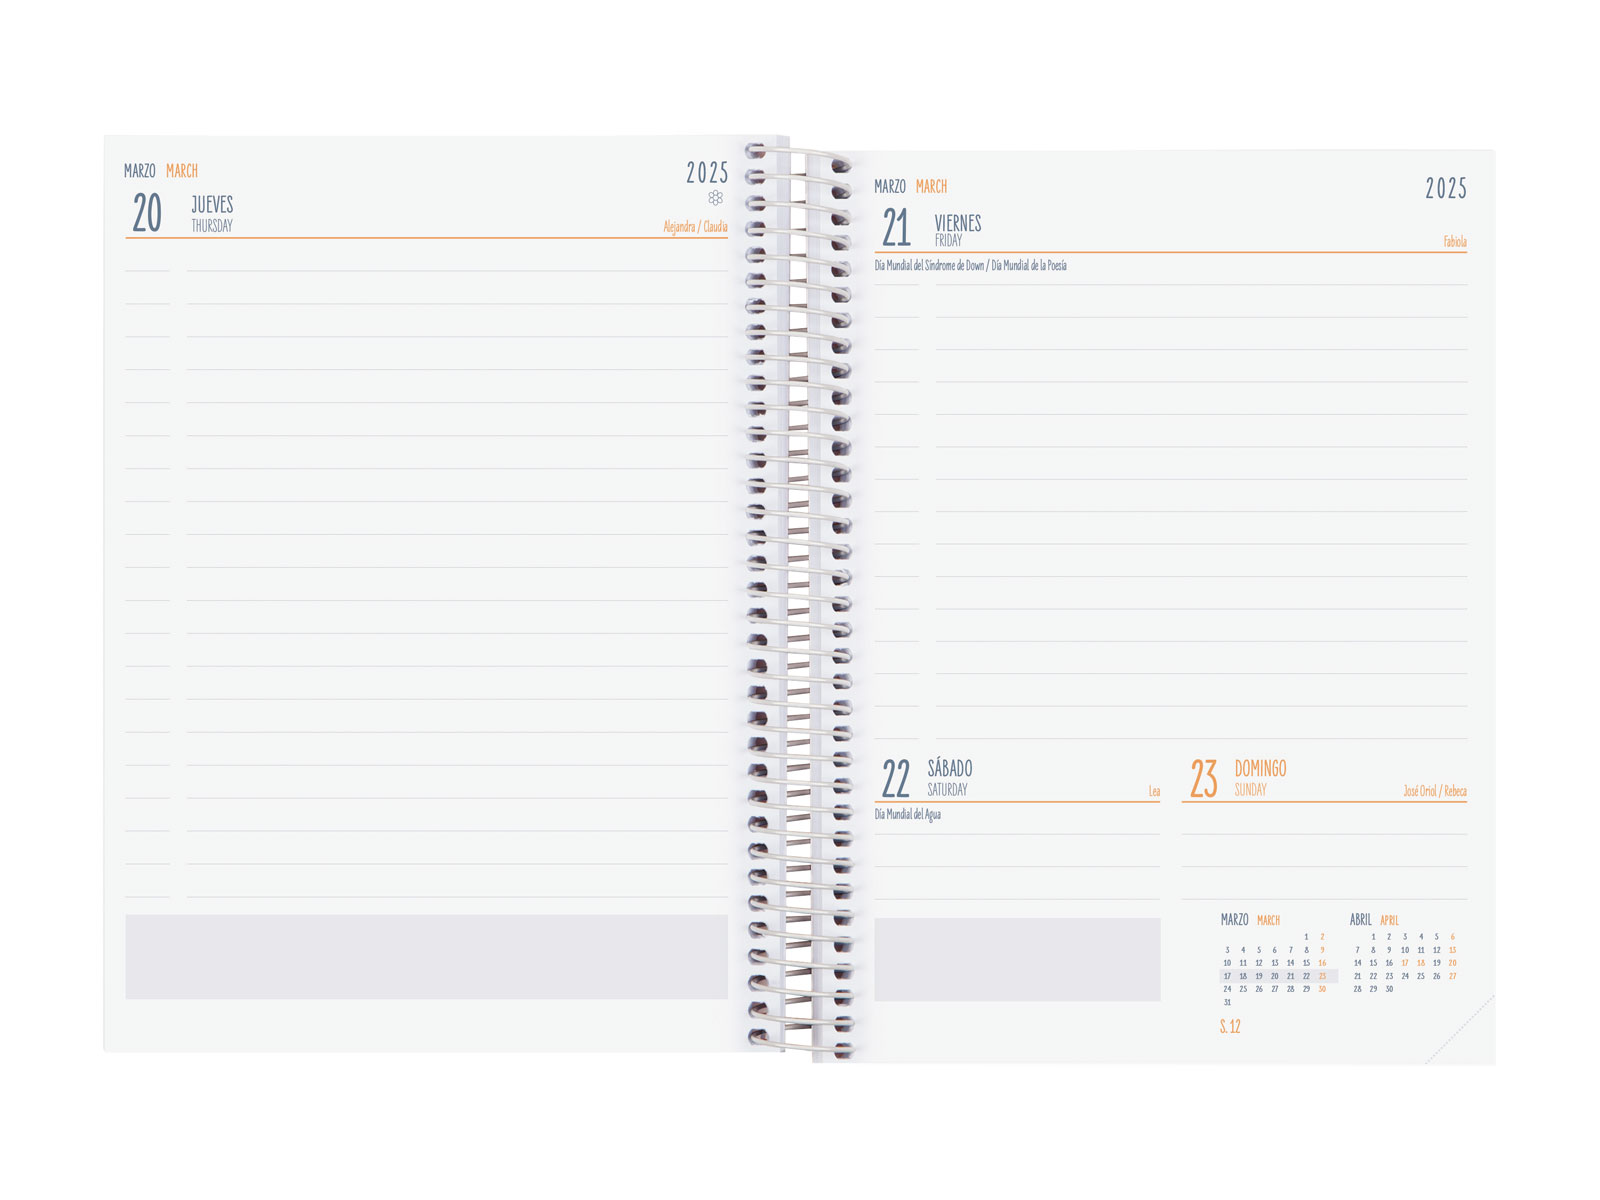 MARZO MARCH
2025
20 JUEVES
THURSDAY
Alejandra / Claudia
MARZO MARCH
2025
21 VIERNES
FRIDAY
Fabiola
Día Mundial del Síndrome de Down / Día Mundial de la Poesía
22 SÁBADO
SATURDAY
Lea
Día Mundial del Agua
23 DOMINGO
SUNDAY
José Oriol / Rebeca
MARZO MARCH
1 2
3 4 5 6 7 8 9
10 11 12 13 14 15 16
17 18 19 20 21 22 23
24 25 26 27 28 29 30
31
ABRIL APRIL
1 2 3 4 5 6
7 8 9 10 11 12 13
14 15 16 17 18 19 20
21 22 23 24 25 26 27
28 29 30
S. 12